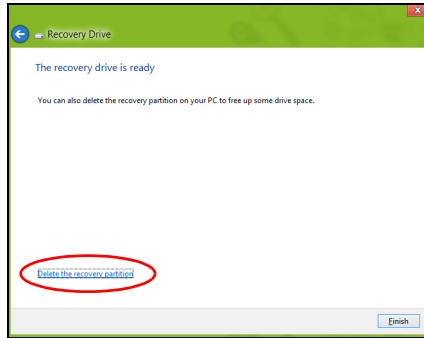 Recovery Drive
The recovery drive is ready
You can also delete the recovery partition on your PC to free up some drive space.
Delete the recovery partition
Finish